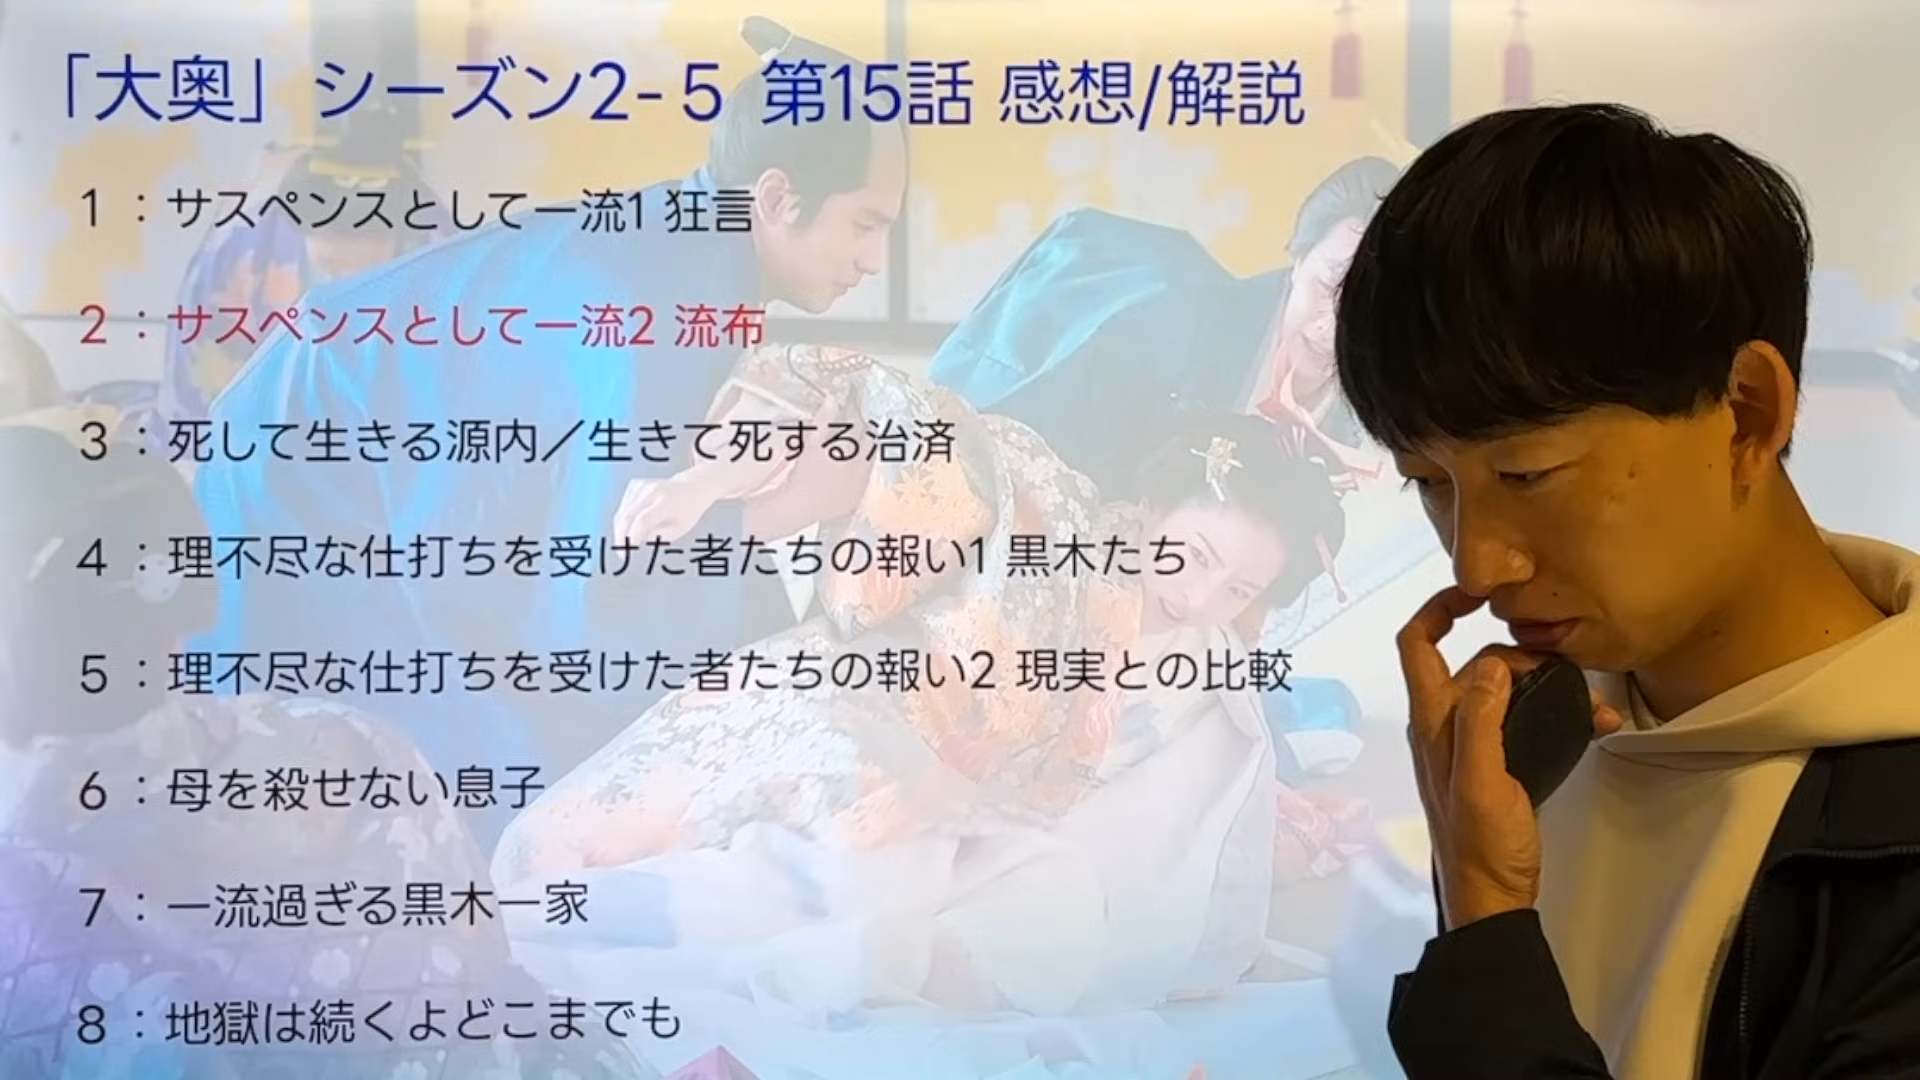 「大奥」シーズン2-5 第15話 感想/解説
1：サスペンスとして一流1 狂言
2：サスペンスとして一流2 流布
3：死して生きる源内／生きて死する治済
4：理不尽な仕打ちを受けた者たちの報い1 黒木たち
5：理不尽な仕打ちを受けた者たちの報い2 現実との比較
6：母を殺せない息子
7：一流過ぎる黒木一家
8：地獄は続くよどこまでも